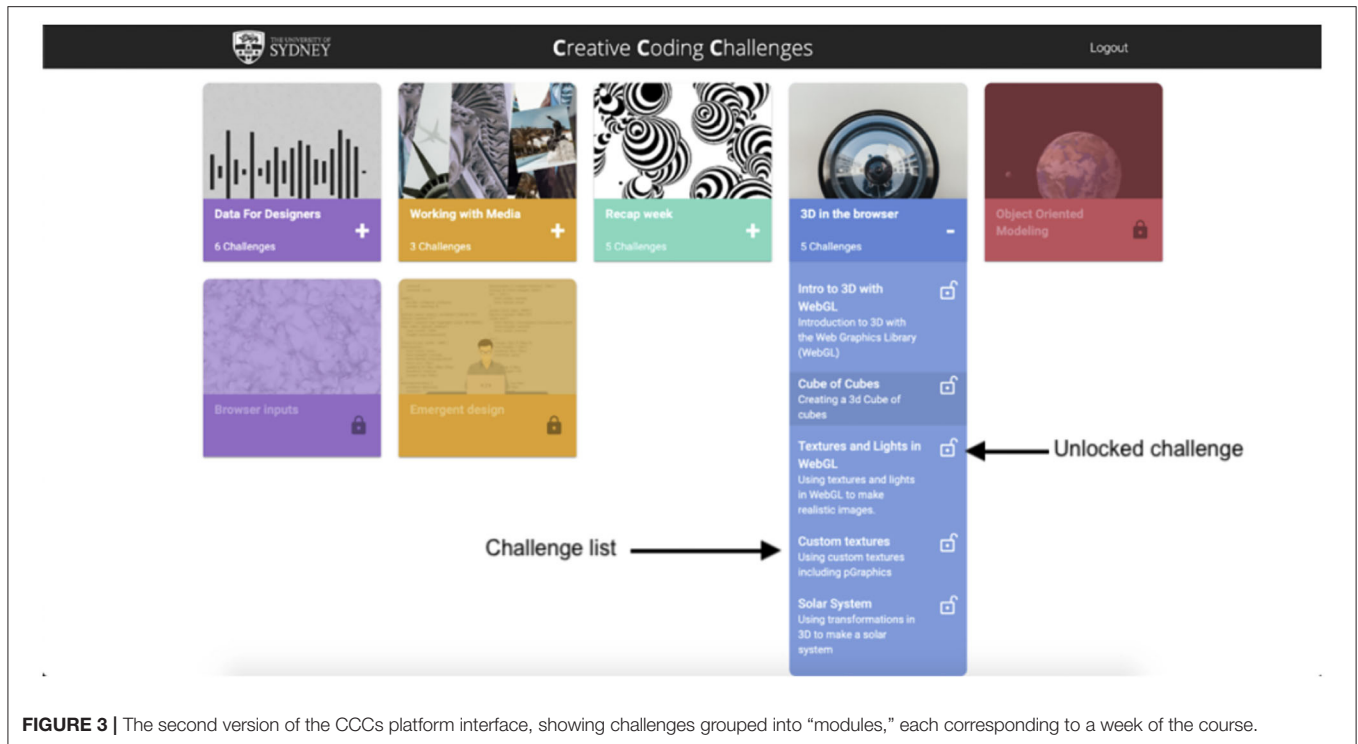 THE UNIVERSITY OF
SYDNEY
Creative Coding Challenges
Logout
Data For Designers
6 Challenges
Working with Media
3 Challenges
Recap week
5 Challenges
3D in the browser
5 Challenges
Object Oriented
Modeling
Intro to 3D with
WebGL
Introduction to 3D with
the Web Graphics Library
(WebGL)
Cube of Cubes
Creating a 3d Cube of
cubes
Textures and Lights in
WebGL
Using textures and lights
in WebGL to make
realistic images.
Custom textures
Using custom textures
including pGraphics
Solar System
Using transformations in
3D to make a solar
system
Browser inputs
Emergent design
Unlocked challenge
Challenge list
FIGURE 3 | The second version of the CCCs platform interface, showing challenges grouped into “modules,” each corresponding to a week of the course.